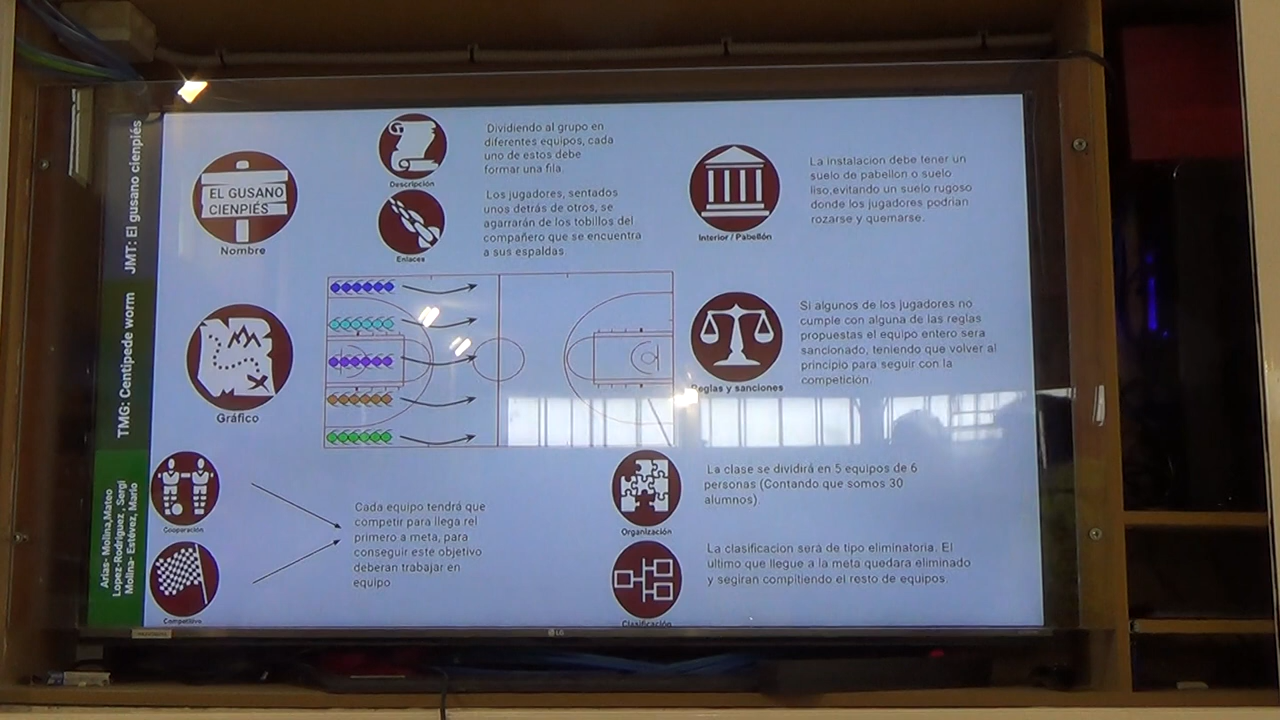 JMT: El gusano cienpiés
TMG: Centipede worm
Arias- Molina,Mateo
Lopez-Rodriguez , Sergi
Molina- Estévez, Mario
EL GUSANO
CIENPIÉS
Nombre
Descripción
Dividiendo al grupo en
diferentes equipos, cada
uno de estos debe
formar una fila.
Enlaces
Los jugadores, sentados
unos detrás de otros, se
agarrarán de los tobillos del
compañero que se encuentra
a sus espaldas
Interior / Pabellón
La instalacion debe tener un
suelo de pabellon o suelo
liso,evitando un suelo rugoso
donde los jugadores podrian
rozarse y quemarse.
Gráfico
Reglas y sanciones
Si algunos de los jugadores no
cumple con alguna de las reglas
propuestas el equipo entero sera
sancionado, teniendo que volver al
principio para seguir con la
competición.
Cooperación
Competitivo
Cada equipo tendrá que
competir para llega rel
primero a meta, para
conseguir este objetivo
deberan trabajar en
equipo
Organización
La clase se dividirá en 5 equipos de 6
personas (Contando que somos 30
alumnos).
Clasificación
La clasificacion será de tipo eliminatoria. El
ultimo que llegue a la meta quedara eliminado
y segiran compitiendo el resto de equipos.
LG